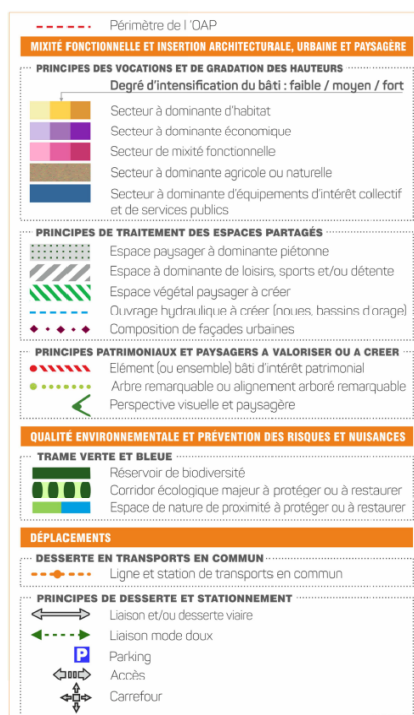 Périmètre de l 'OAP
MIXITÉ FONCTIONNELLE ET INSERTION ARCHITECTURALE, URBAINE ET PAYSAGÈRE
PRINCIPES DES VOCATIONS ET DE GRADATION DES HAUTEURS
Degré d'intensification du bâti : faible / moyen / fort
Secteur à dominante d'habitat
Secteur à dominante économique
Secteur de mixité fonctionnelle
Secteur à dominante agricole ou naturelle
Secteur à dominante d'équipements d'intérêt collectif
et de services publics
PRINCIPES DE TRAITEMENT DES ESPACES PARTAGÉS
Espace paysager à dominante piétonne
Espace à dominante de loisirs, sports et/ou détente
Espace végétal paysager à créer
Ouvrage hydraulique à créer (noues, bassins d'orage)
Composition de façades urbaines
PRINCIPES PATRIMONIAUX ET PAYSAGERS A VALORISER OU A CREER
Elément (ou ensemble) bâti d'intérêt patrimonial
Arbre remarquable ou alignement arboré remarquable
Perspective visuelle et paysagère
QUALITÉ ENVIRONNEMENTALE ET PRÉVENTION DES RISQUES ET NUISANCES
TRAME VERTE ET BLEUE
Réservoir de biodiversité
Corridor écologique majeur à protéger ou à restaurer
Espace de nature de proximité à protéger ou à restaurer
DÉPLACEMENTS
DESSERTE EN TRANSPORTS EN COMMUN
Ligne et station de transports en commun
PRINCIPES DE DESSERTE ET STATIONNEMENT
Liaison et/ou desserte viaire
Liaison mode doux
P Parking
Accès
Carrefour